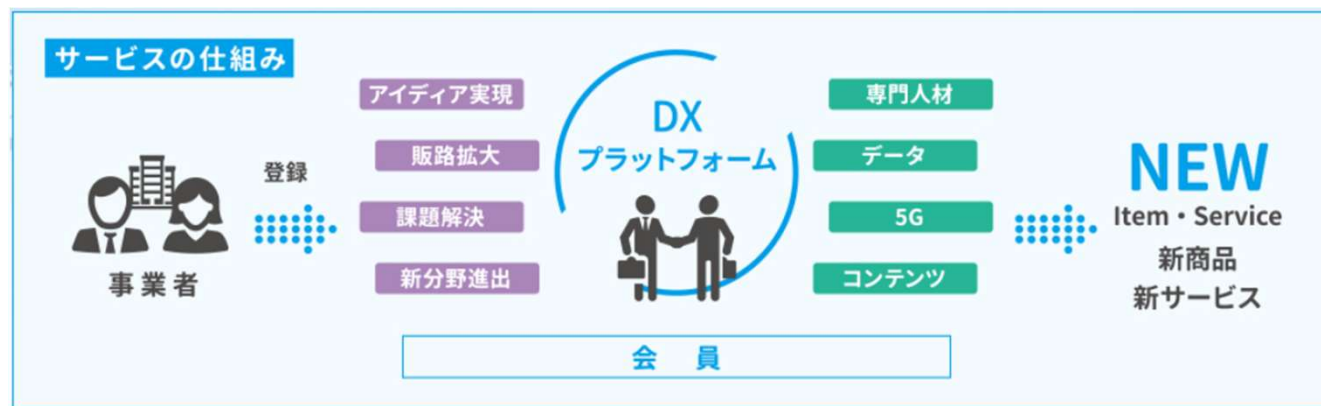 サービスの仕組み
事業者
登録
アイディア実現
販路拡大
課題解決
新分野進出
DX
プラットフォーム
専門人材
データ
5G
コンテンツ
NEW
Item・Service
新商品
新サービス
会 員